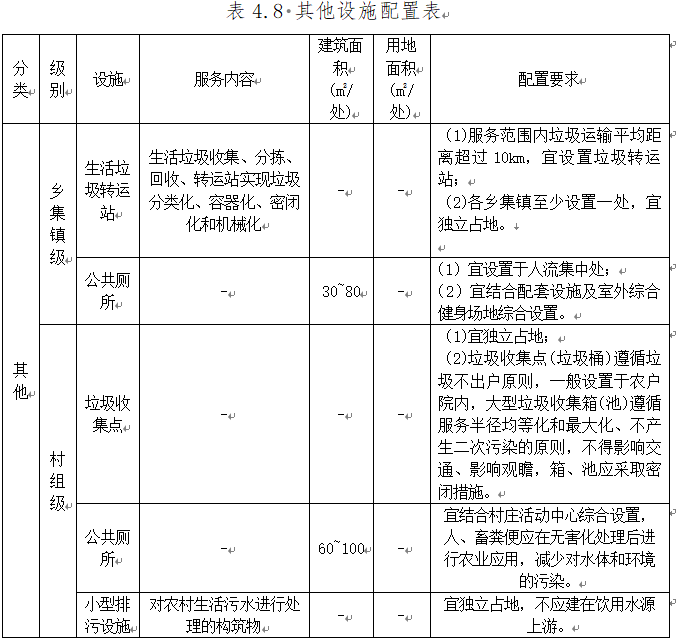 表 4.8·其他设施配置表
分类
级别
设施
服务内容
建筑面
积
(㎡/
处)
用地
面积
(㎡/
处)
配置要求
其他
乡集镇级
生活垃
圾转运
站
生活垃圾收集、分拣、
回收、转运站实现垃圾
分类化、容器化、密闭
化和机械化
-
-
(1)服务范围内垃圾运输平均距
离超过 10km，宜设置垃圾转运
站；
(2)各乡集镇至少设置一处，宜
独立占地。
公共厕
所
-
30~80
-
(1) 宜设置于人流集中处；
(2) 宜结合配套设施及室外综合
健身场地综合设置。
村组级
垃圾收
集点
-
-
-
(1)宜独立占地；
(2)垃圾收集点(垃圾桶)遵循垃
圾不出户原则，一般设置于农户
院内，大型垃圾收集箱(池)遵循
服务半径均等化和最大化、不产
生二次污染的原则，不得影响交
通、影响观瞻，箱、池应采取密
闭措施。
公共厕
所
-
60~100
-
宜结合村庄活动中心综合设置，
人、畜粪便应在无害化处理后进
行农业应用，减少对水体和环境
的污染。
小型排
污设施
对农村生活污水进行处
理的构筑物
-
-
宜独立占地，不应建在饮用水源
上游。